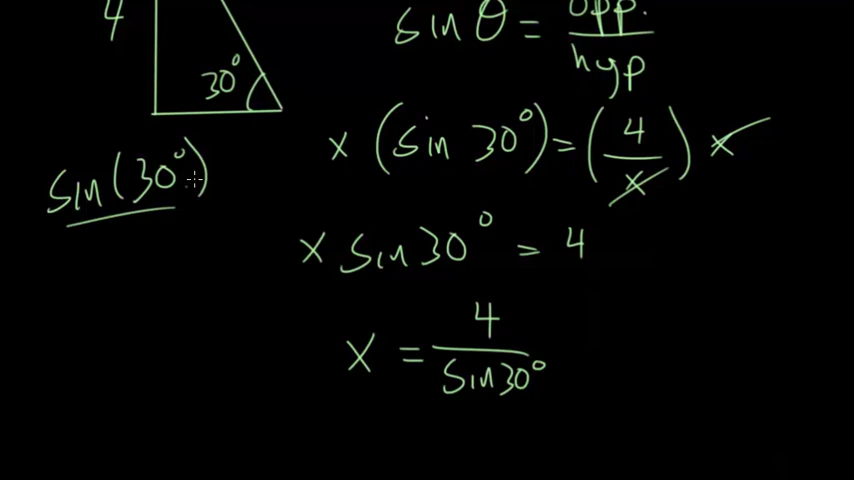 4
sin θ = opp. / hyp
30°
x (sin 30°) = (4 / x) x
sin(30°)
x sin 30° = 4
x = 4 / sin 30°